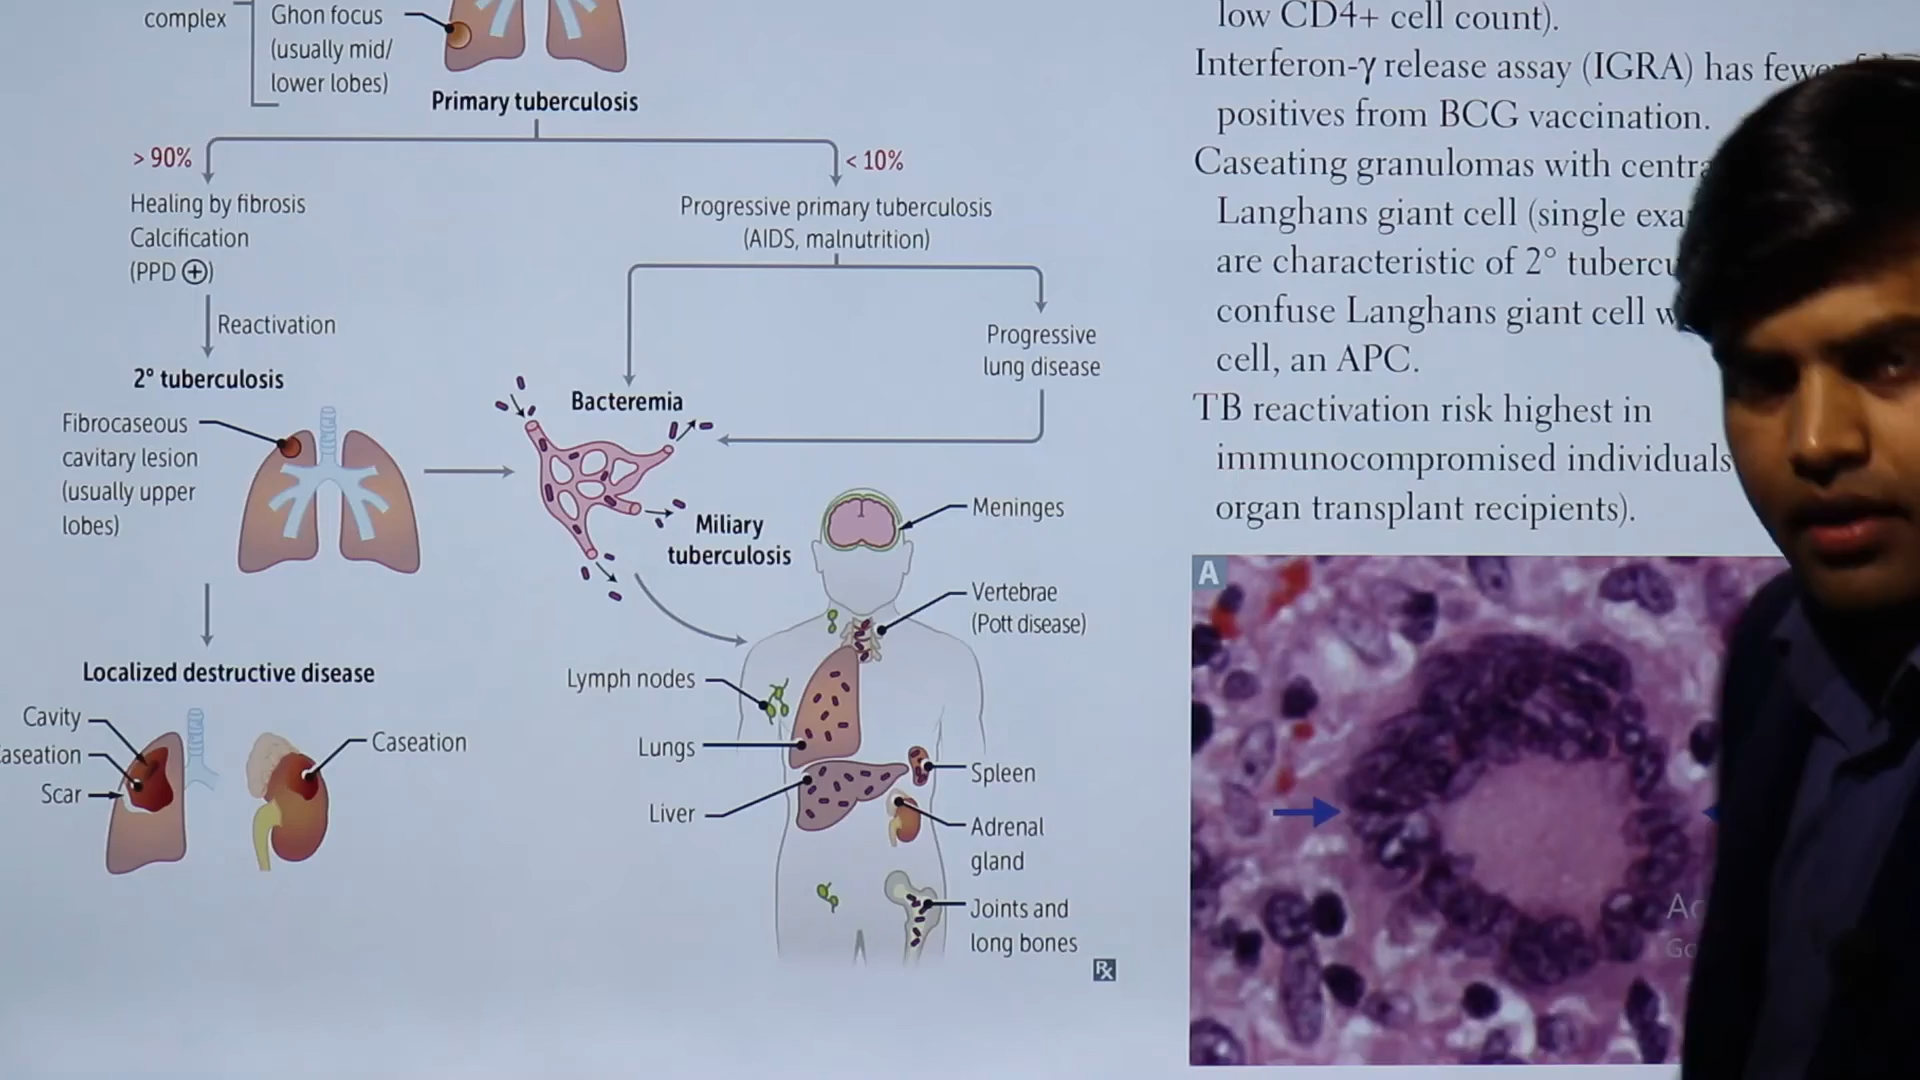 complex
Ghon focus
(usually mid/
lower lobes)
Primary tuberculosis
> 90%
< 10%
Healing by fibrosis
Calcification
(PPD ⊕)
Progressive primary tuberculosis
(AIDS, malnutrition)
Reactivation
2° tuberculosis
Progressive
lung disease
Fibrocaseous
cavitary lesion
(usually upper
lobes)
Bacteremia
Miliary
tuberculosis
Meninges
Vertebrae
(Pott disease)
Localized destructive disease
Lymph nodes
Cavity
aseation
Scar
Caseation
Lungs
Liver
Spleen
Adrenal
gland
Joints and
long bones
Rx
low CD4+ cell count).
Interferon-γ release assay (IGRA) has fewer
positives from BCG vaccination.
Caseating granulomas with centra
Langhans giant cell (single exa
are characteristic of 2° tubercu
confuse Langhans giant cell w
cell, an APC.
TB reactivation risk highest in
immunocompromised individuals
organ transplant recipients).
A
Ac
Go